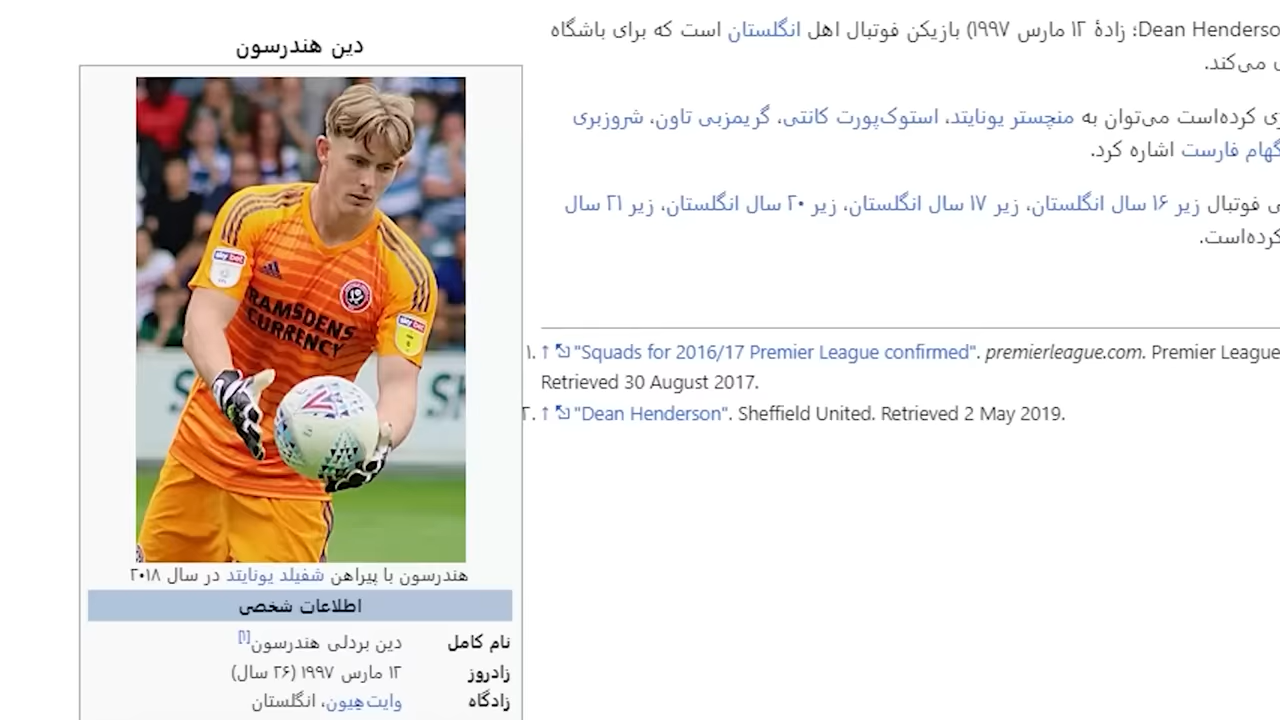 Dean Henderso؛ زادهٔ ۱۲ مارس ۱۹۹۷) بازیکن فوتبال اهل انگلستان است که برای باشگاه
می‌کند.
کرده‌است می‌توان به منچستر یونایتد، استوک‌پورت کانتی، گریمزبی تاون، شروزبری
گهام فارست اشاره کرد.
فوتبال زیر ۱۶ سال انگلستان، زیر ۱۷ سال انگلستان، زیر ۲۰ سال انگلستان، زیر ۲۱ سال
کرده‌است.
۱. ↑ "Squads for 2016/17 Premier League confirmed". premierleague.com. Premier League
Retrieved 30 August 2017.
۲. ↑ "Dean Henderson". Sheffield United. Retrieved 2 May 2019.
دین هندرسون
sky bet
RAMSDENS
CURRENCY
sky bet
هندرسون با پیراهن شفیلد یونایتد در سال ۲۰۱۸
اطلاعات شخصی
نام کامل دین بردلی هندرسون[۱]
زادروز ۱۲ مارس ۱۹۹۷ (۲۶ سال)
زادگاه وایت‌هِیون، انگلستان